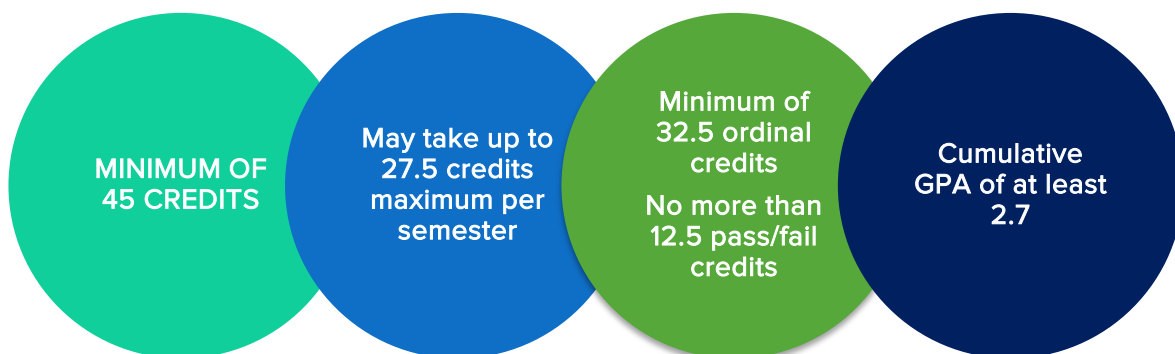 MINIMUM OF
45 CREDITS
May take up to
27.5 credits
maximum per
semester
Minimum of
32.5 ordinal
credits
No more than
12.5 pass/fail
credits
Cumulative
GPA of at least
2.7